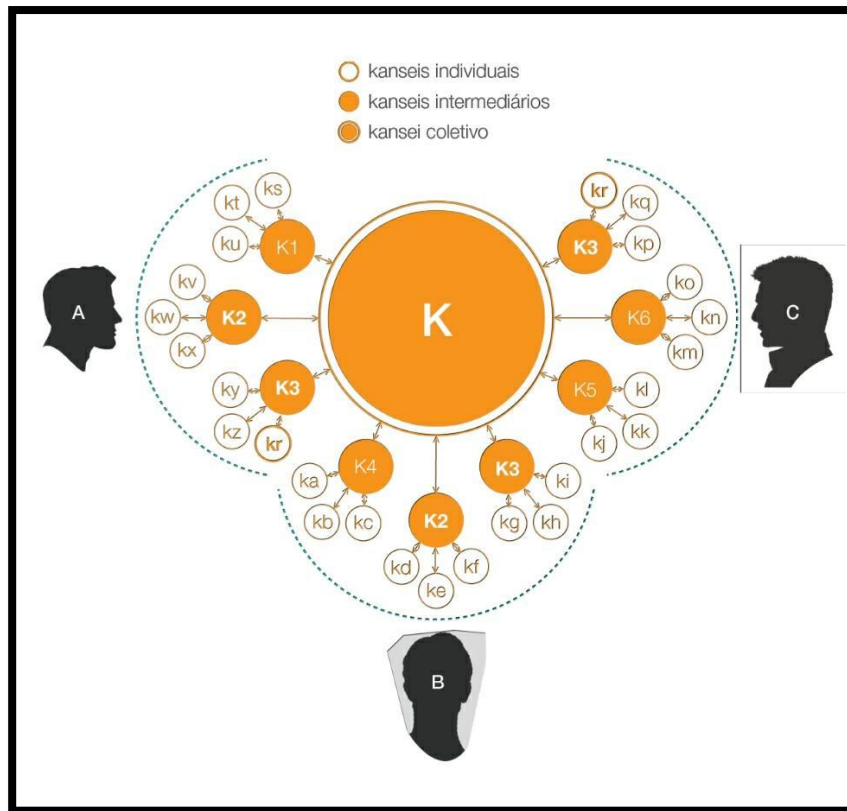 kanseis individuais
kanseis intermediários
kansei coletivo
ks
kt
K1
ku
kv
kw
K2
kx
ky
K3
kz
kr
A
K
kr
kq
K3
kp
ko
K6
kn
km
C
kl
K5
kk
kj
K4
ka
kb
kc
K2
kd
ke
kf
K3
ki
kg
kh
B